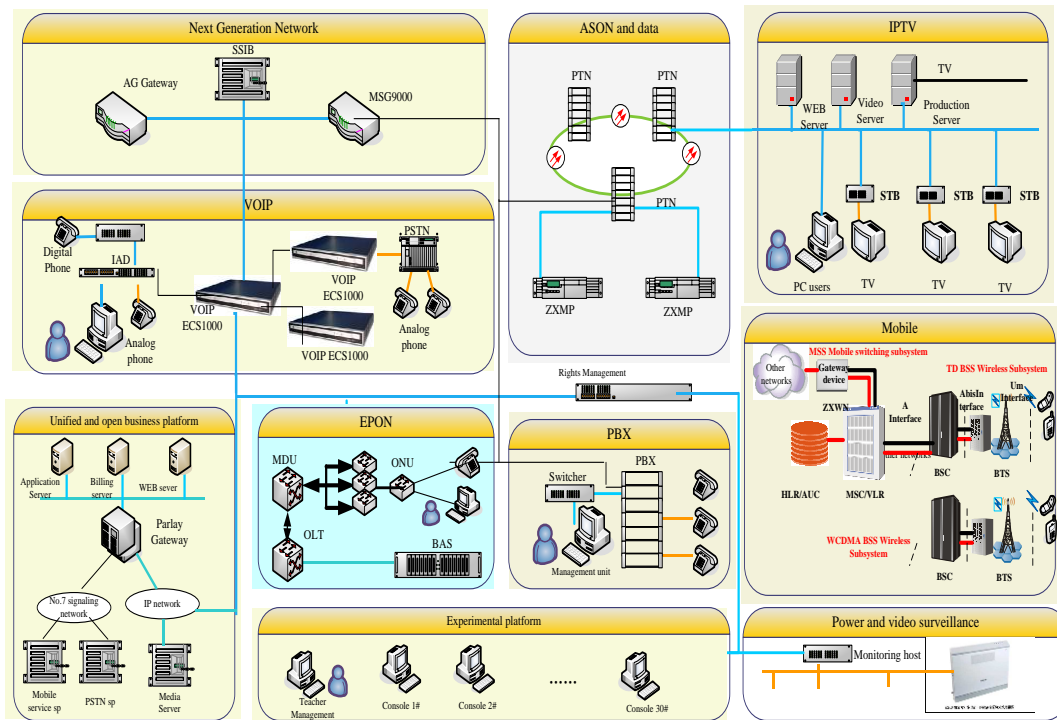 Next Generation Network
SSIB
AG Gateway
MSG9000
ASON and data
PTN
PTN
PTN
ZXMP
ZXMP
IPTV
TV
WEB
Server
Video
Server
Production
Server
STB
STB
STB
PC users
TV
TV
TV
VOIP
Digital
Phone
IAD
PSTN
VOIP
ECS1000
VOIP
ECS1000
VOIP ECS1000
Analog
phone
Analog
phone
Mobile
MSS Mobile switching subsystem
Other
networks
Gateway
device
TD BSS Wireless Subsystem
ZXWN
A
Interface
AbisIn
terface
Um
Interface
networks
BSC
BTS
HLR/AUC
MSC/VLR
WCDMA BSS Wireless
Subsystem
BSC
BTS
Rights Management
Unified and open business platform
Application
Server
Billing
server
WEB sever
Parlay
Gateway
No.7 signaling
network
IP network
Mobile
service sp
PSTN sp
Media
Server
EPON
MDU
ONU
OLT
BAS
PBX
PBX
Switcher
Management unit
Experimental platform
Teacher
Management
Console 1#
Console 2#
......
Console 30#
Power and video surveillance
Monitoring host